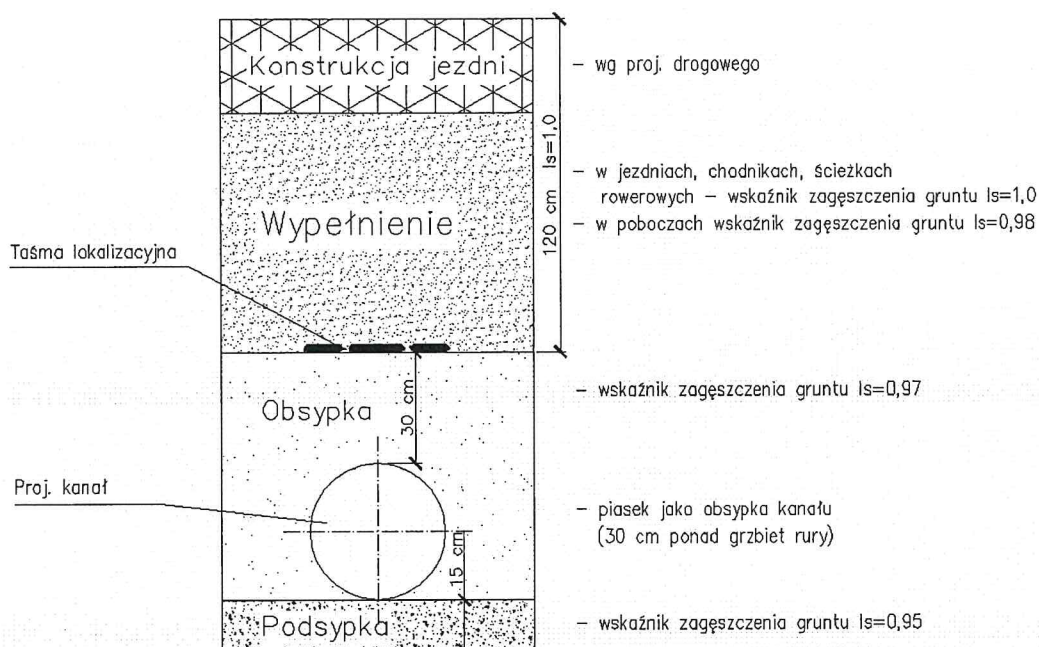 Konstrukcja jezdni
– wg proj. drogowego
120 cm Is=1,0
– w jezdniach, chodnikach, ścieżkach
rowerowych – wskaźnik zagęszczenia gruntu Is=1,0
– w poboczach wskaźnik zagęszczenia gruntu Is=0,98
Wypełnienie
Taśma lokalizacyjna
Obsypka
30 cm
– wskaźnik zagęszczenia gruntu Is=0,97
Proj. kanał
– piasek jako obsypka kanału
(30 cm ponad grzbiet rury)
15 cm
Podsypka
– wskaźnik zagęszczenia gruntu Is=0,95